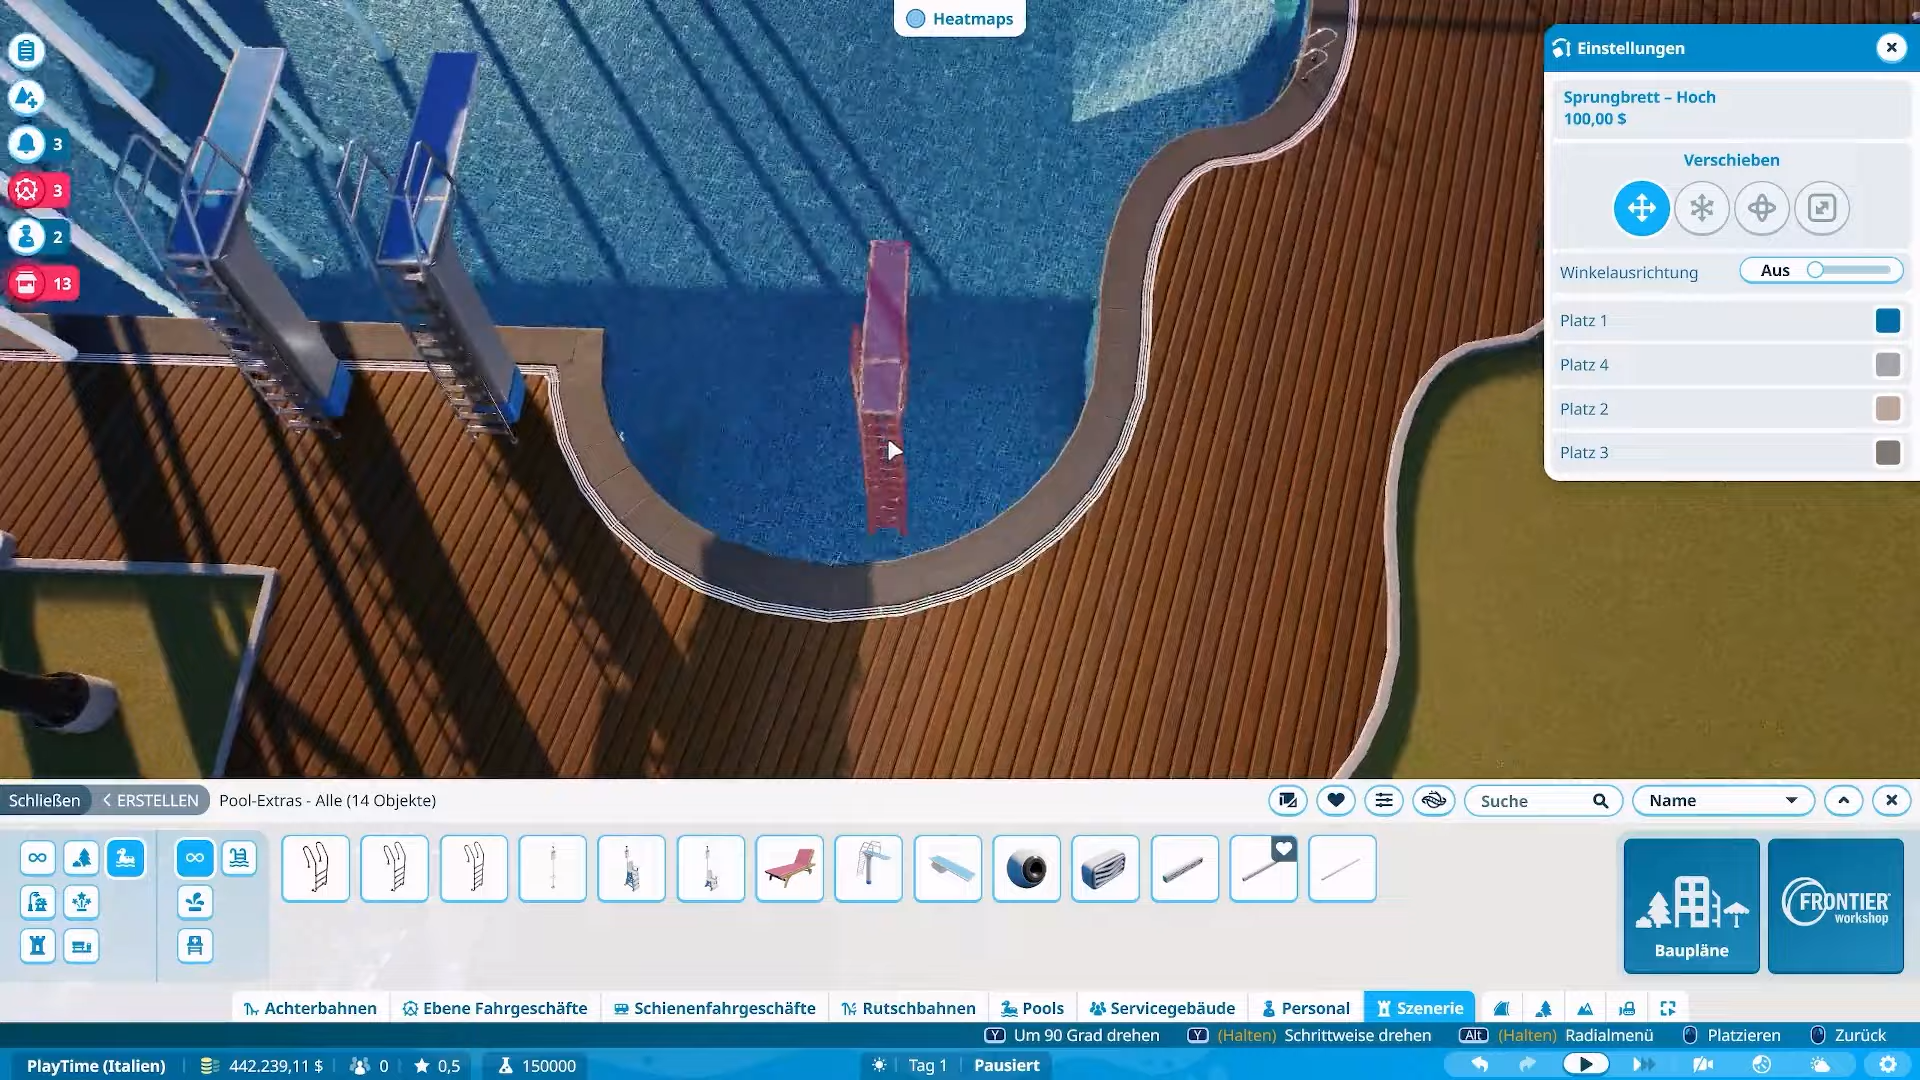 Heatmaps
Einstellungen
Sprungbrett – Hoch
100,00 $
Verschieben
Winkelausrichtung
Aus
Platz 1
Platz 4
Platz 2
Platz 3
3
3
2
13
Schließen
ERSTELLEN
Pool-Extras - Alle (14 Objekte)
Suche
Name
Baupläne
FRONTIER
workshop
Achterbahnen
Ebene Fahrgeschäfte
Schienenfahrgeschäfte
Rutschbahnen
Pools
Servicegebäude
Personal
Szenerie
Y Um 90 Grad drehen
Y (Halten) Schrittweise drehen
Alt (Halten) Radialmenü
Platzieren
Zurück
PlayTime (Italien)
442.239,11 $
0
0,5
150000
Tag 1
Pausiert